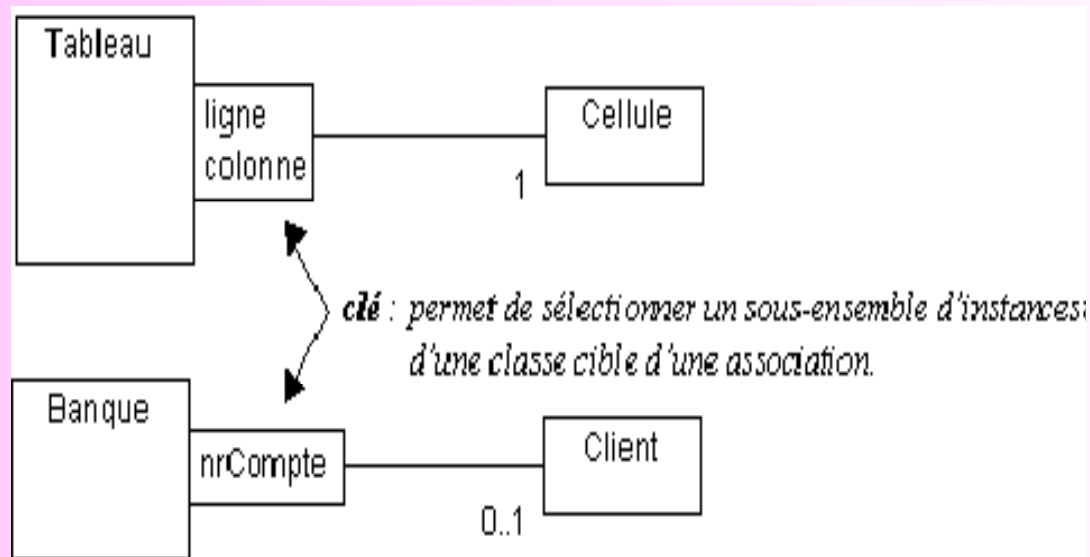 Tableau
ligne
colonne
Cellule
1
clé : permet de sélectionner un sous-ensemble d'instances
d'une classe cible d'une association.
Banque
nrCompte
Client
0..1